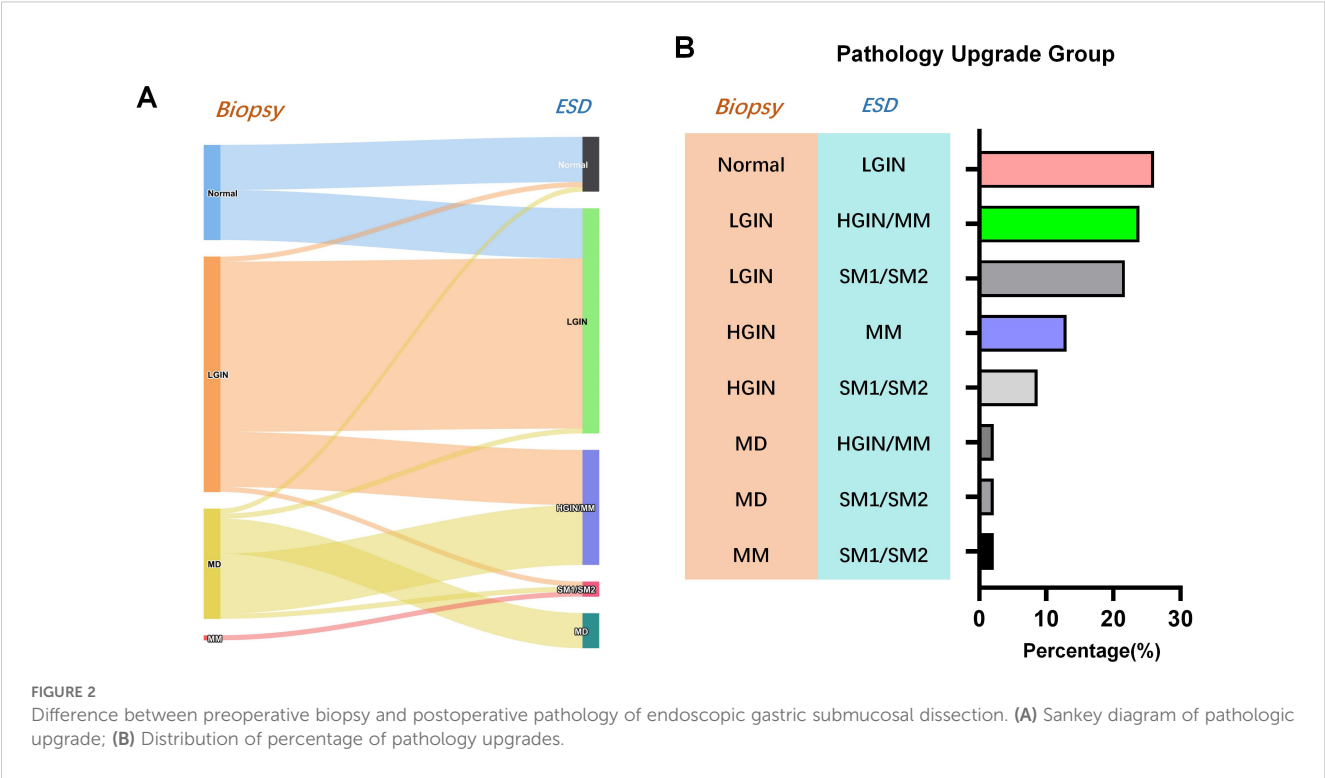 A
Biopsy
ESD
Normal
LGIN
MD
MM
Normal
LGIN
HGIN/MM
SM1/SM2
MD
B
Pathology Upgrade Group
Biopsy ESD
Normal LGIN
LGIN HGIN/MM
LGIN SM1/SM2
HGIN MM
HGIN SM1/SM2
MD HGIN/MM
MD SM1/SM2
MM SM1/SM2
0 10 20 30
Percentage(%)
FIGURE 2
Difference between preoperative biopsy and postoperative pathology of endoscopic gastric submucosal dissection. (A) Sankey diagram of pathologic
upgrade; (B) Distribution of percentage of pathology upgrades.